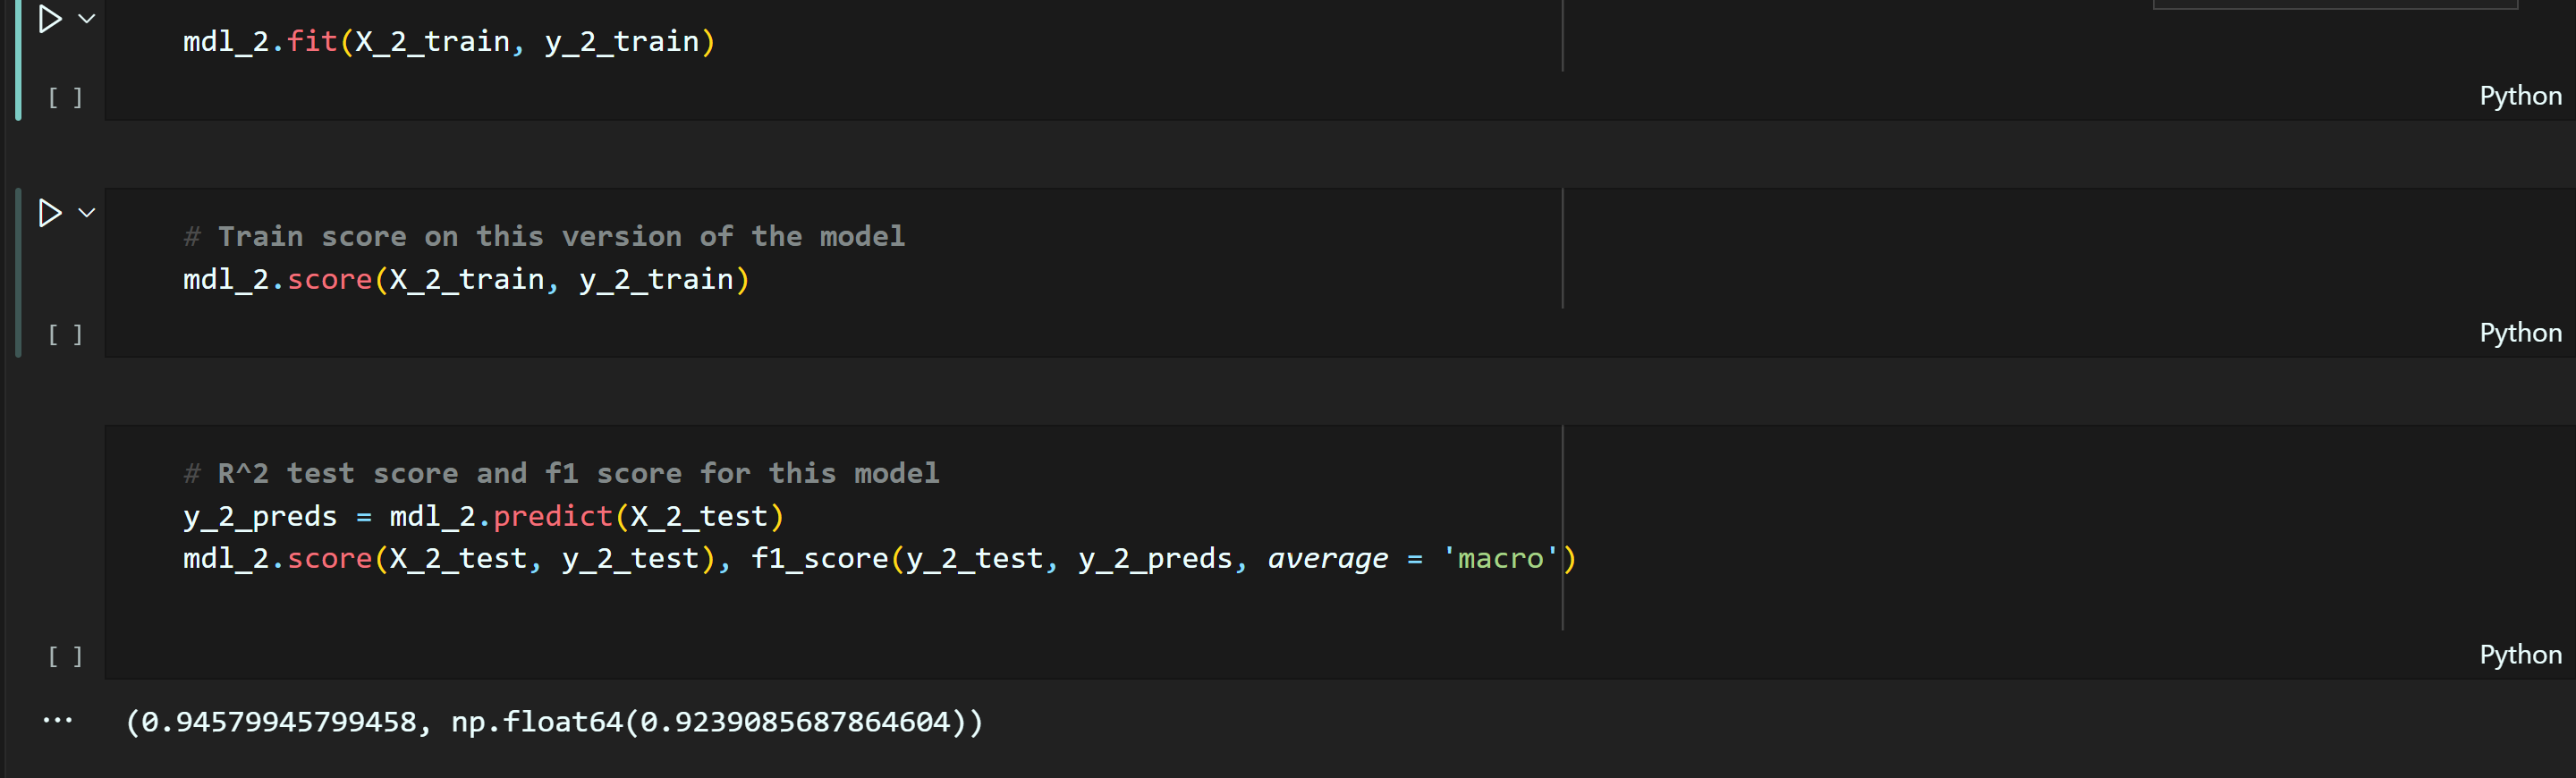 mdl_2.fit(X_2_train, y_2_train)
[ ]
Python
# Train score on this version of the model
mdl_2.score(X_2_train, y_2_train)
[ ]
Python
# R^2 test score and f1 score for this model
y_2_preds = mdl_2.predict(X_2_test)
mdl_2.score(X_2_test, y_2_test), f1_score(y_2_test, y_2_preds, average = 'macro')
[ ]
Python
... (0.94579945799458, np.float64(0.9239085687864604))